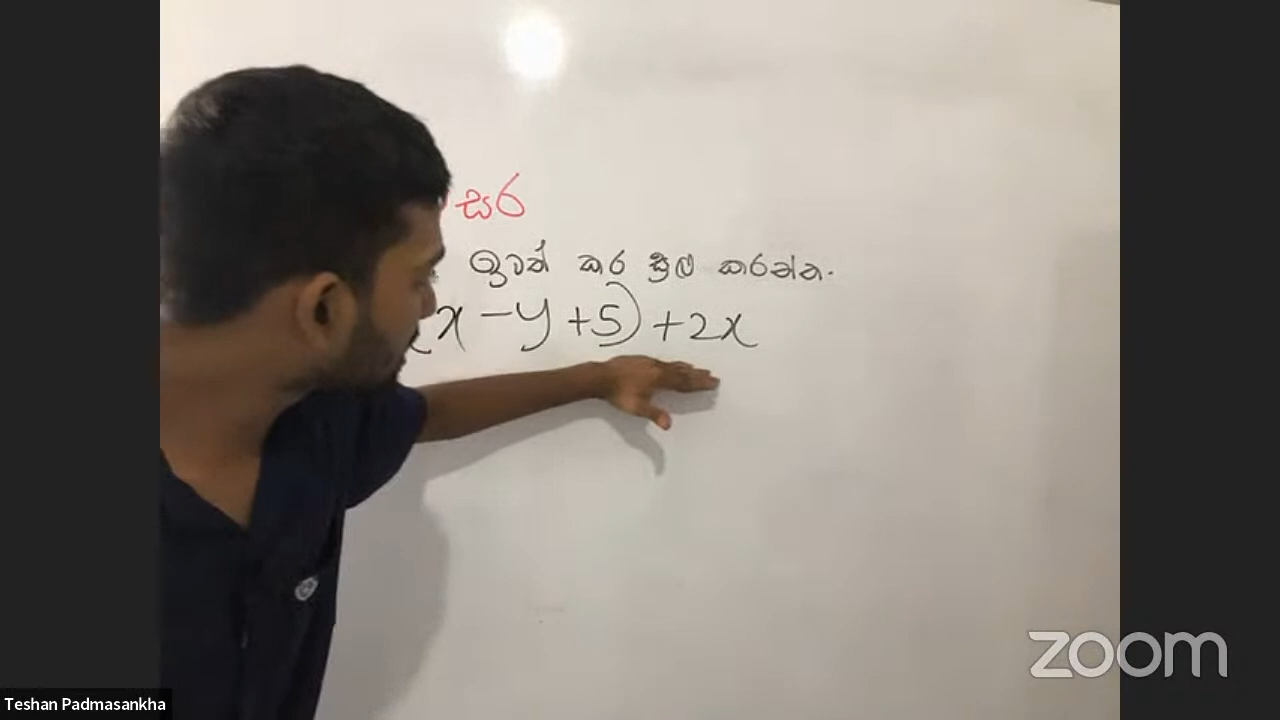 සර
ඉවත් කර සුළු කරන්න.
(x - y + 5) + 2x
zoom
Teshan Padmasankha